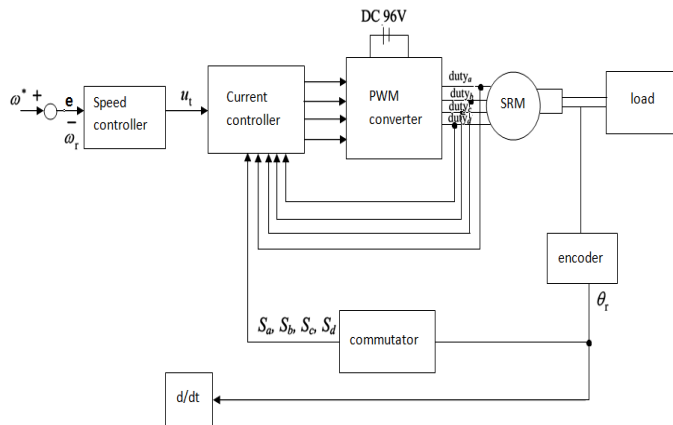 DC 96V
ω* +
e
−
ωr
Speed
controller
ut
Current
controller
PWM
converter
dutya
dutyb
dutyc
dutyd
SRM
load
encoder
θr
Sa, Sb, Sc, Sd
commutator
d/dt